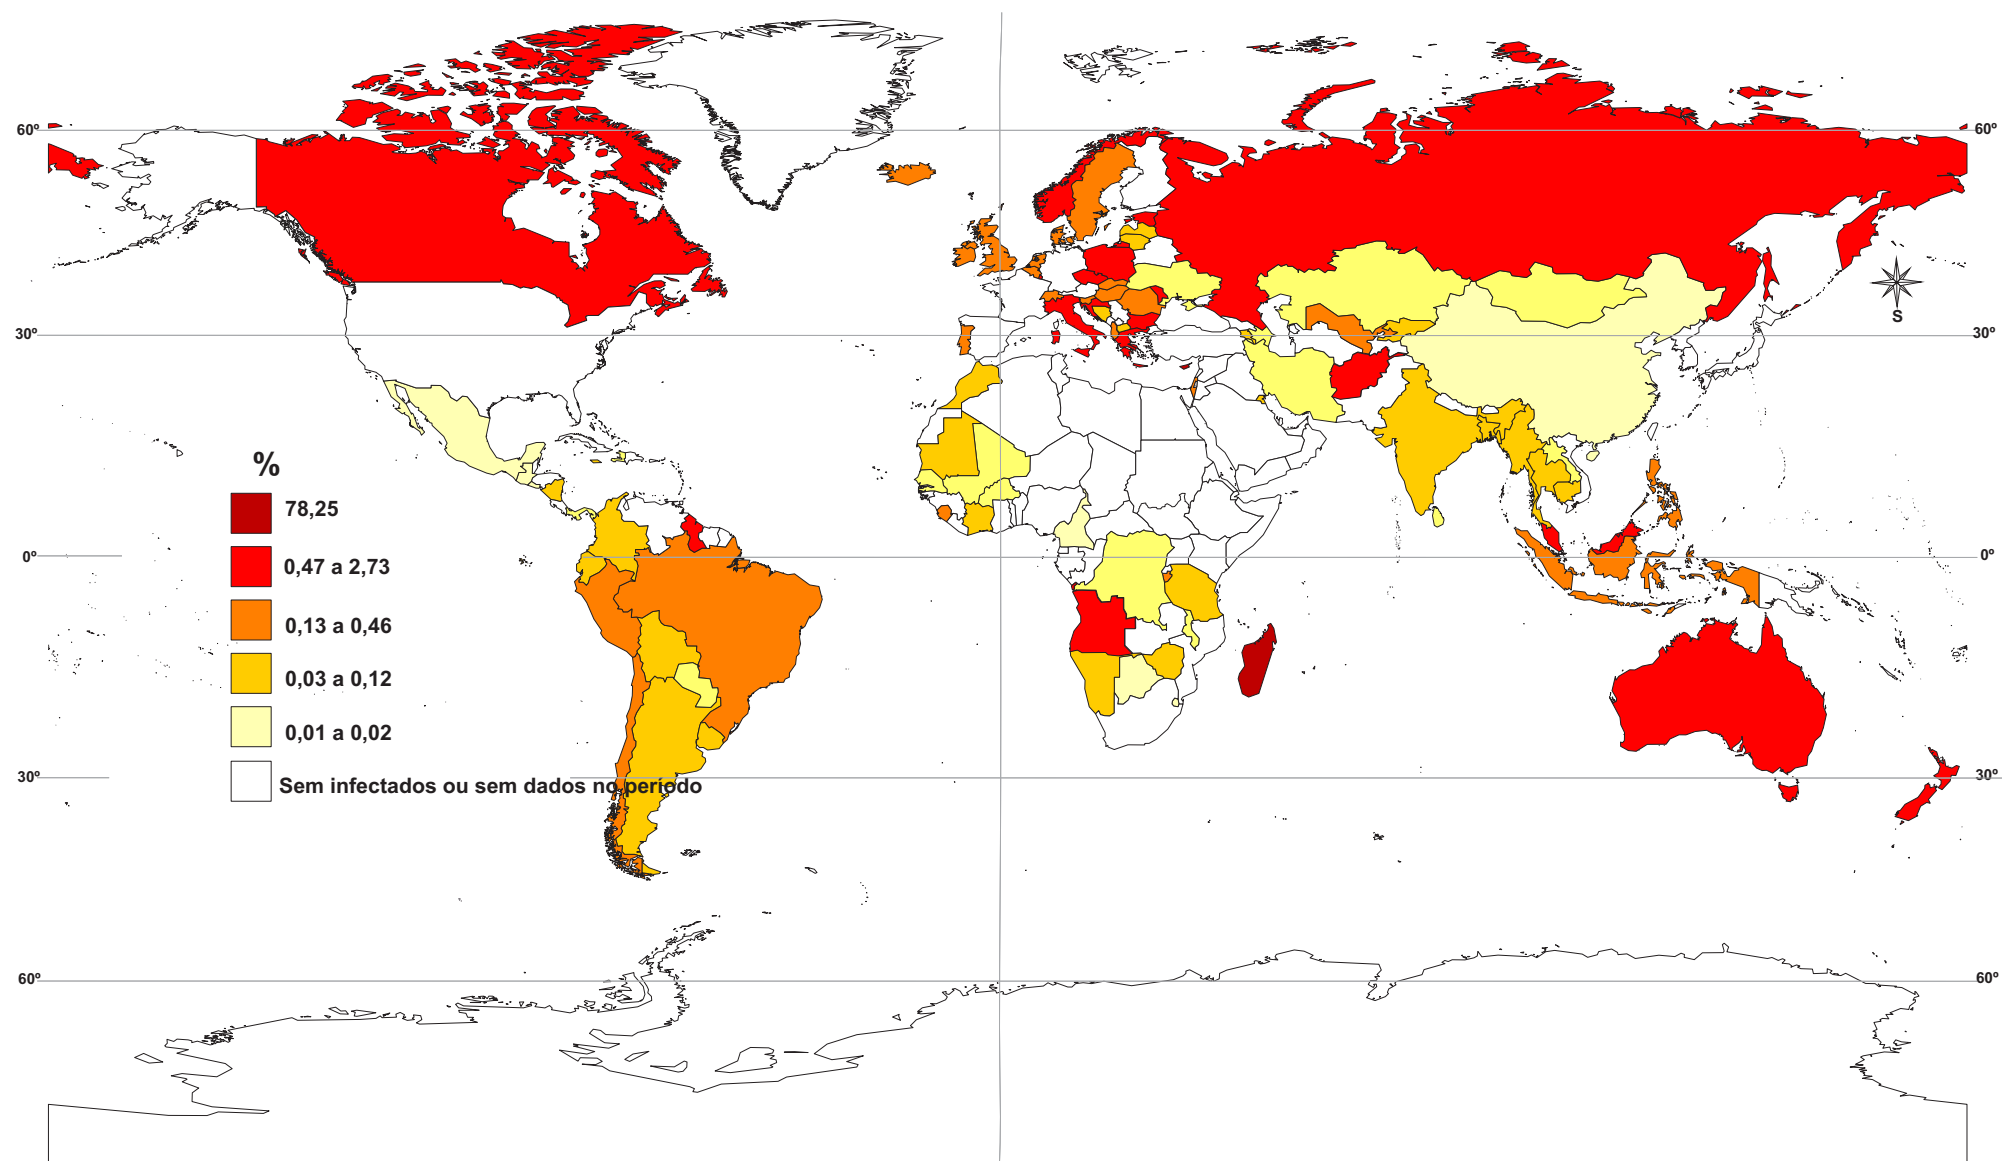 60º
60º
S
30º
30º
%
78,25
0,47 a 2,73
0º
0º
0,13 a 0,46
0,03 a 0,12
0,01 a 0,02
30º
30º
Sem infectados ou sem dados no período
60º
60º